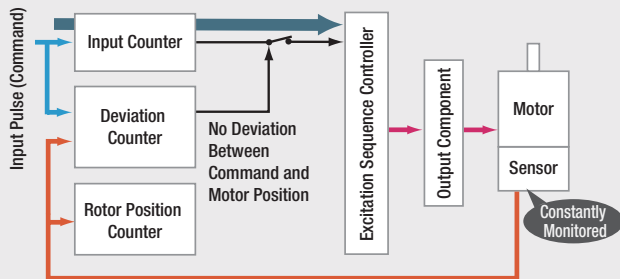 Input Pulse (Command)
Input Counter
Deviation
Counter
Rotor Position
Counter
No Deviation
Between
Command and
Motor Position
Excitation Sequence Controller
Output Component
Motor
Sensor
Constantly
Monitored